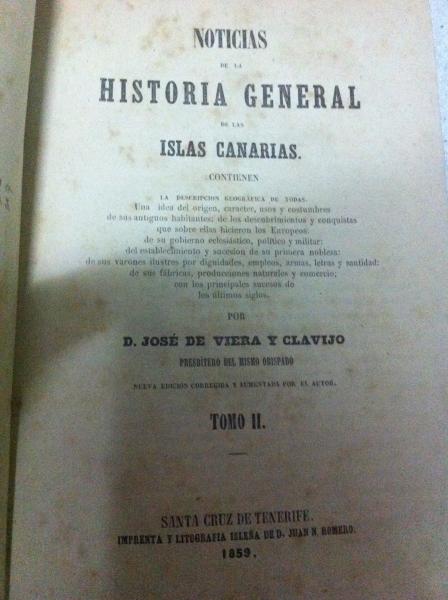 NOTICIAS
DE LA
HISTORIA GENERAL
DE LAS
ISLAS CANARIAS.
CONTIENEN
LA DESCRIPCION GEOGRÁFICA DE TODAS.
Una idea del origen, caracter, usos y costumbres
de sus antiguos habitantes; de los descubrimientos y conquistas
que sobre ellas hicieron los Europeos:
de su gobierno eclesiástico, político y militar:
del establecimiento y sucesion de su primera nobleza:
de sus varones ilustres por dignidades, empleos, armas, letras y santidad:
de sus fábricas, producciones naturales y comercio;
con los principales sucesos de
los últimos siglos.
POR
D. JOSÉ DE VIERA Y CLAVIJO
PRESBÍTERO DEL MISMO OBISPADO
NUEVA EDICION CORREGIDA Y AUMENTADA POR EL AUTOR.
TOMO II.
SANTA CRUZ DE TENERIFE.
IMPRENTA Y LITOGRAFIA ISLEÑA DE D. JUAN N. ROMERO.
1859.